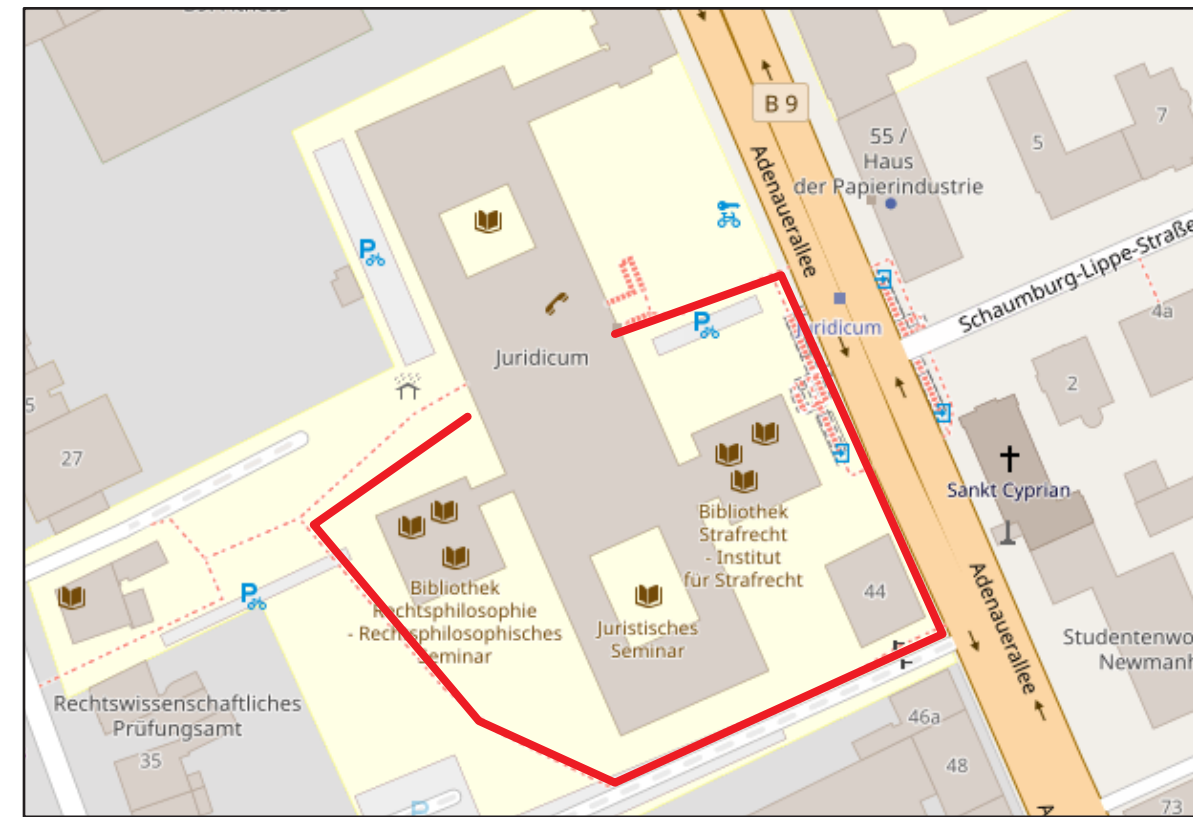 B 9
Adenauerallee
55 /
Haus
der Papierindustrie
5
7
Schaumburg-Lippe-Straße
4a
2
P
Juridicum
P
Juridicum
27
5
Sankt Cyprian
Bibliothek
Strafrecht
- Institut
für Strafrecht
44
Bibliothek
Rechtsphilosophie
- Rechtsphilosophisches
Seminar
Juristisches
Seminar
P
Adenauerallee
Studentenwo
Newmanh
Rechtswissenschaftliches
Prüfungsamt
35
46a
48
73
P
A